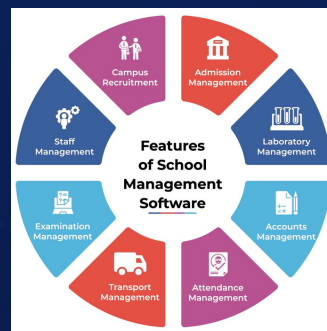 Features
of School
Management
Software
Campus
Recruitment
Admission
Management
Laboratory
Management
Accounts
Management
Attendance
Management
Transport
Management
Examination
Management
Staff
Management